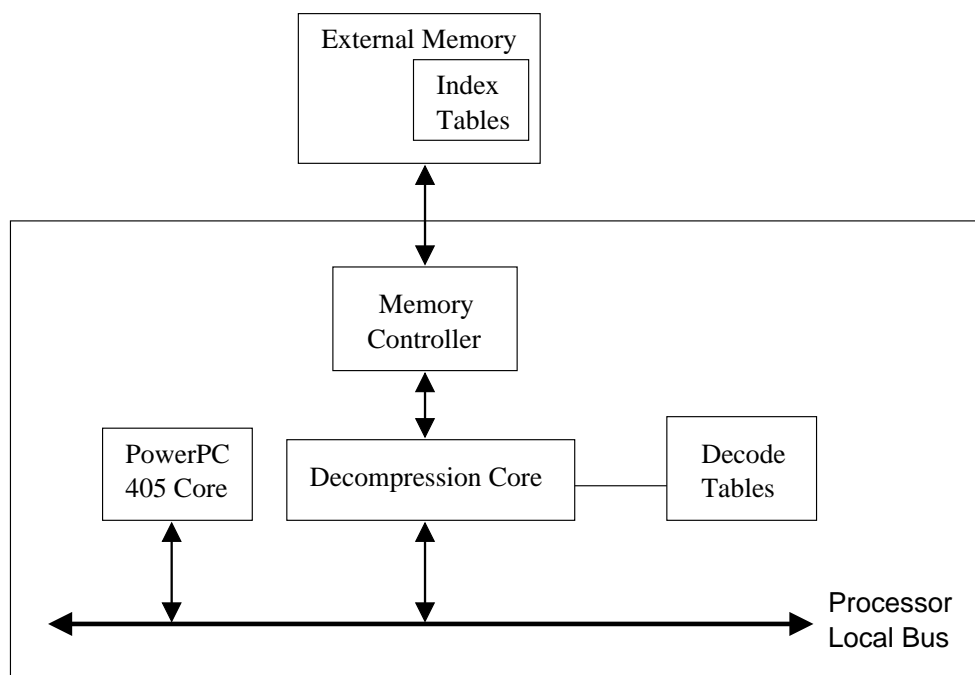 External Memory
Index
Tables
Memory
Controller
PowerPC
405 Core
Decompression Core
Decode
Tables
Processor
Local Bus